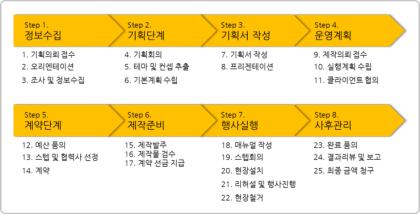 Step 1.
정보수집
1. 기획의뢰 접수
2. 오리엔테이션
3. 조사 및 정보수집
Step 2.
기획단계
4. 기획회의
5. 테마 및 컨셉 추출
6. 기본계획 수립
Step 3.
기획서 작성
7. 기획서 작성
8. 프리젠테이션
Step 4.
운영계획
9. 제작의뢰 접수
10. 실행계획 수립
11. 클라이언트 협의
Step 5.
계약단계
12. 예산 품의
13. 스텝 및 협력사 선정
14. 계약
Step 6.
제작준비
15. 제작발주
16. 제작물 검수
17. 계약 선금 지급
Step 7.
행사실행
18. 매뉴얼 작성
19. 스텝회의
20. 현장설치
21. 리허설 및 행사진행
22. 현장철거
Step 8.
사후관리
23. 완료 품의
24. 결과리뷰 및 보고
25. 최종 금액 청구